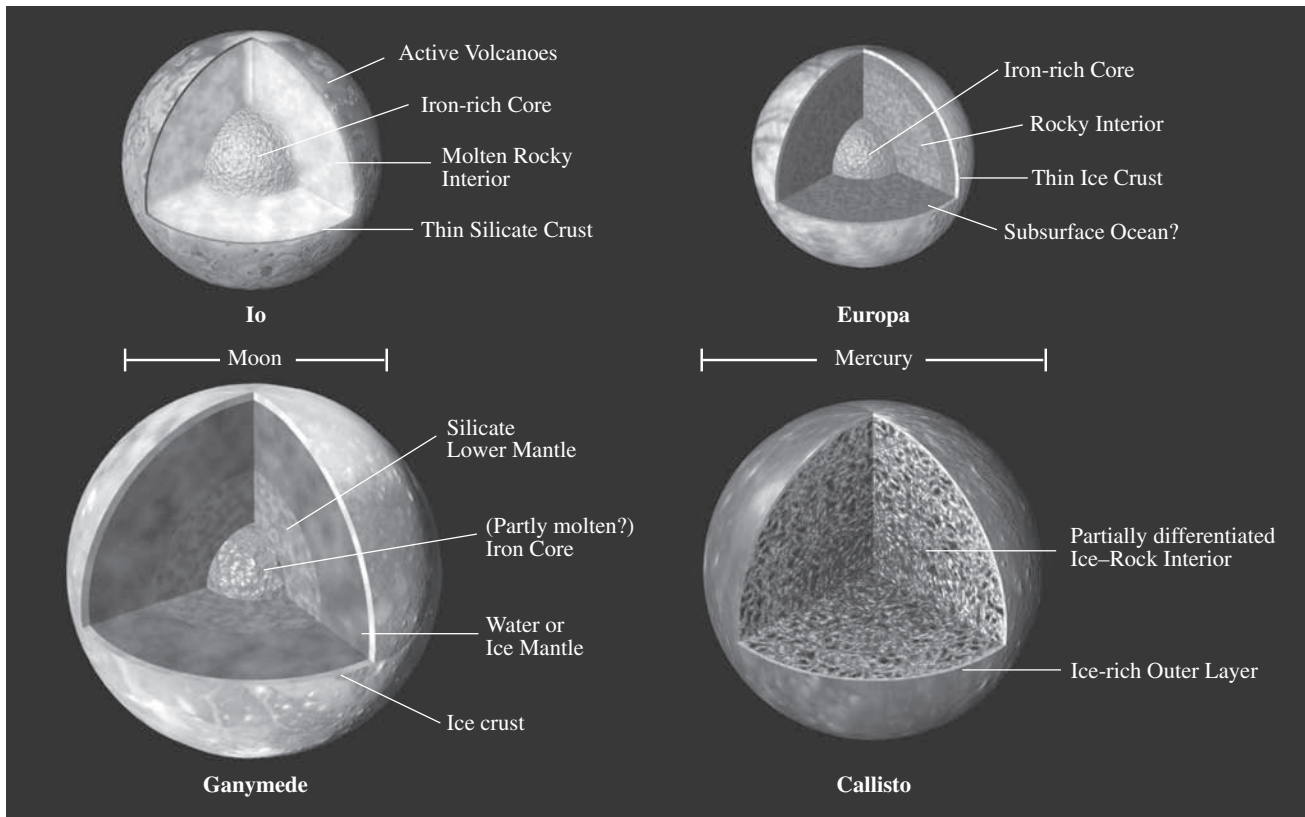 Active Volcanoes
Iron-rich Core
Molten Rocky
Interior
Thin Silicate Crust
Io
Iron-rich Core
Rocky Interior
Thin Ice Crust
Subsurface Ocean?
Europa
Moon
Mercury
Silicate
Lower Mantle
(Partly molten?)
Iron Core
Water or
Ice Mantle
Ice crust
Ganymede
Partially differentiated
Ice–Rock Interior
Ice-rich Outer Layer
Callisto